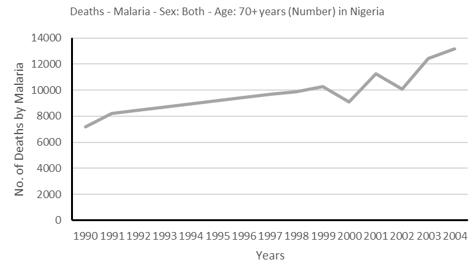 Deaths - Malaria - Sex: Both - Age: 70+ years (Number) in Nigeria
14000
12000
10000
8000
6000
4000
2000
0
No. of Deaths by Malaria
1990 1991 1992 1993 1994 1995 1996 1997 1998 1999 2000 2001 2002 2003 2004
Years